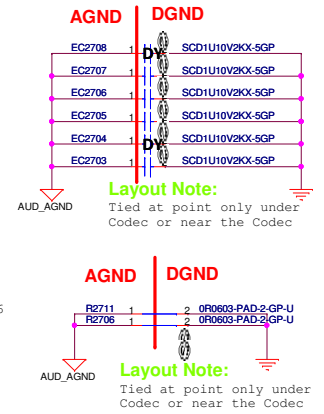 AGND DGND
EC2708 1 DY SCD1U10V2KX-5GP
EC2707 1 SCD1U10V2KX-5GP
EC2706 1 SCD1U10V2KX-5GP
EC2705 1 SCD1U10V2KX-5GP
EC2704 1 DY SCD1U10V2KX-5GP
EC2703 1 SCD1U10V2KX-5GP
AUD_AGND
Layout Note:
Tied at point only under
Codec or near the Codec
AGND DGND
R2711 1 2 0R0603-PAD-2-GP-U
R2706 1 2 0R0603-PAD-2-GP-U
AUD_AGND
Layout Note:
Tied at point only under
Codec or near the Codec